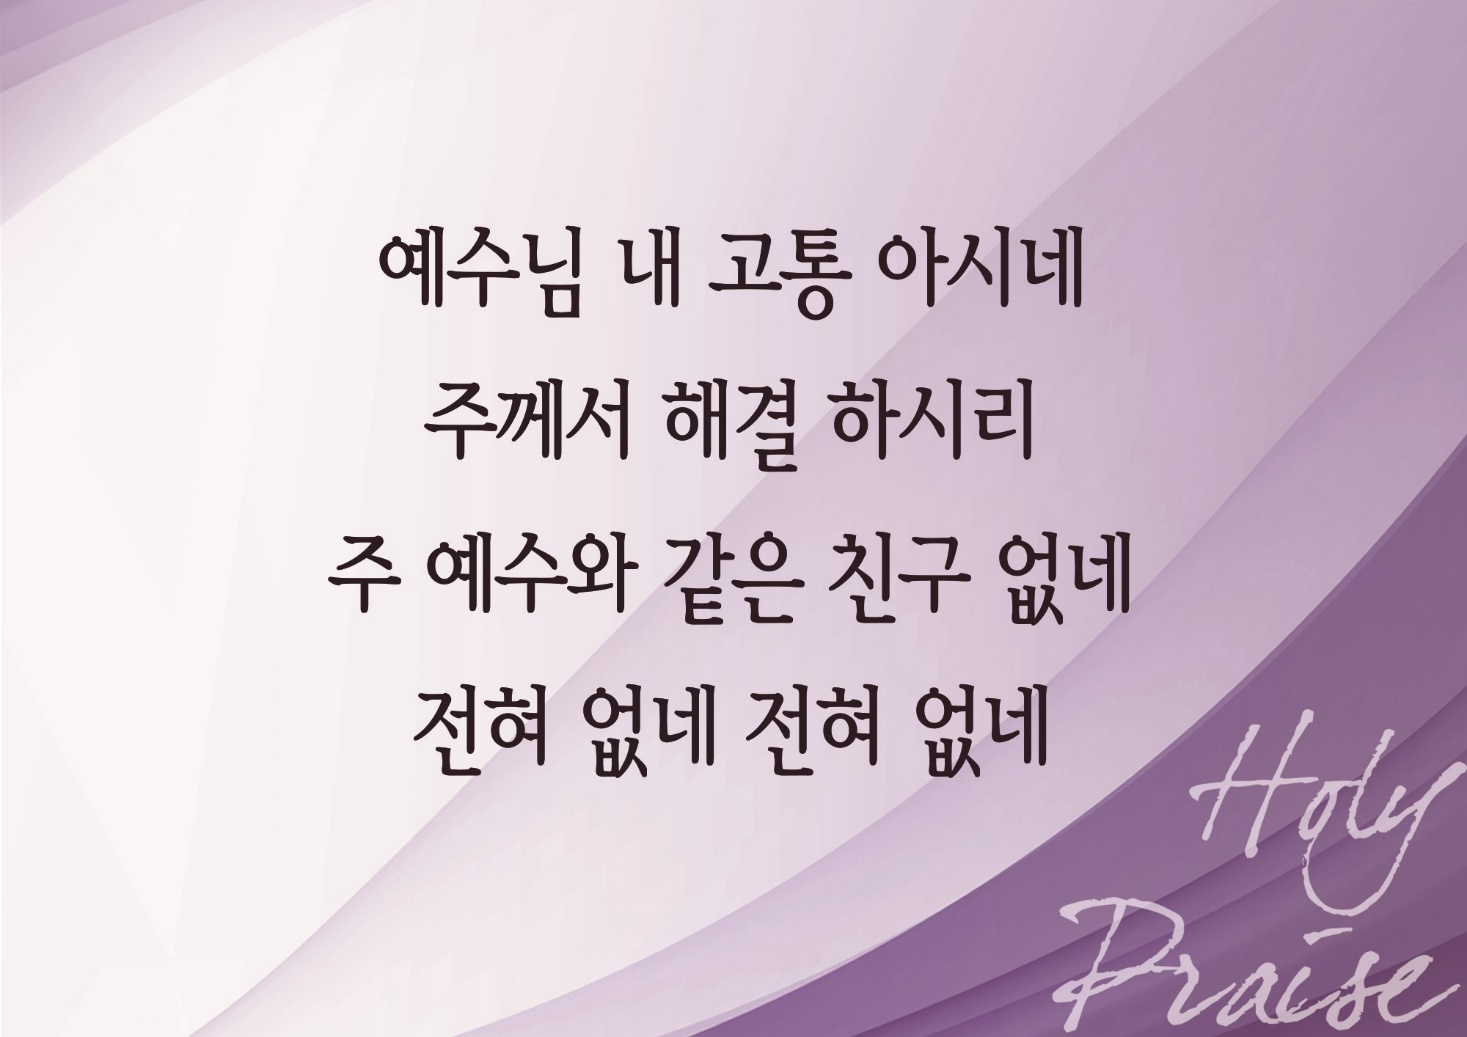 예수님 내 고통 아시네
주께서 해결 하시리
주 예수와 같은 친구 없네
전혀 없네 전혀 없네
Holy
Praise